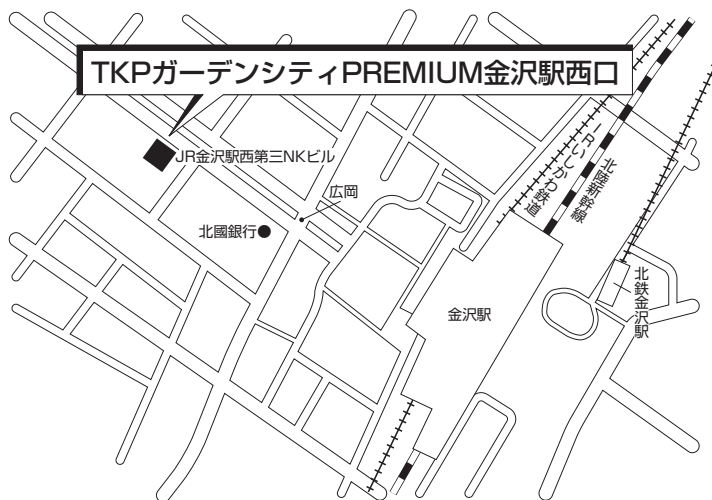 TKPガーデンシティPREMIUM金沢駅西口
JR金沢駅西第三NKビル
広岡
北國銀行
IRいしかわ鉄道
北陸新幹線
北鉄金沢駅
金沢駅